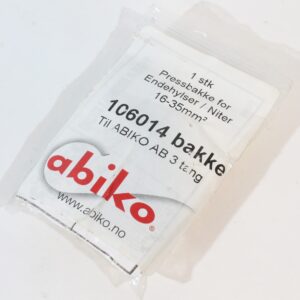 1 stk
Pressbakke for
Endehylser / Niter
16-35mm²
106014 bakke
Til ABIKO AB 3 tang
abiko®
www.abiko.no